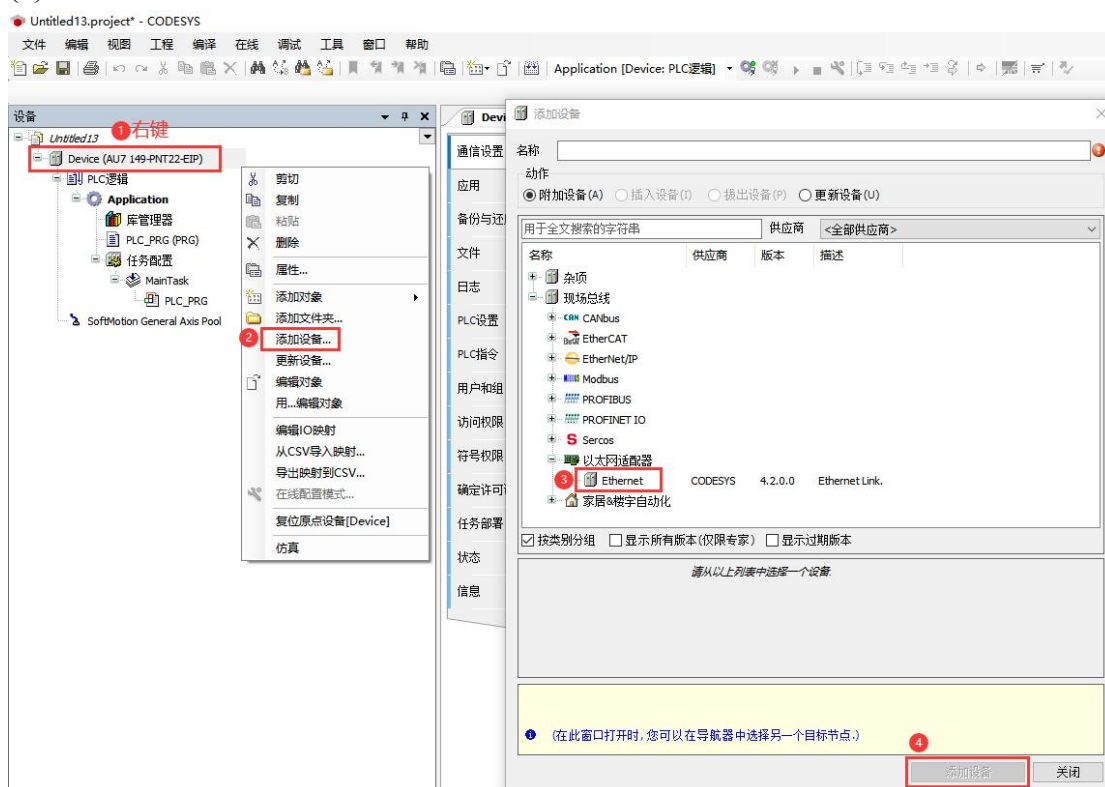 Untitled13.project* - CODESYS
文件 编辑 视图 工程 编译 在线 调试 工具 窗口 帮助
Application [Device: PLC逻辑]
设备
Untitled13
1 右键
Device (AU7 149-PNT22-EIP)
PLC逻辑
Application
库管理器
PLC_PRG (PRG)
任务配置
MainTask
PLC_PRG
SoftMotion General Axis Pool
剪切
复制
粘贴
删除
属性...
添加对象
添加文件夹...
2 添加设备...
更新设备...
编辑对象
用...编辑对象
编辑IO映射
从CSV导入映射...
导出映射到CSV...
在线配置模式...
复位原点设备[Device]
仿真
Devi
通信设置
应用
备份与还
文件
日志
PLC设置
PLC指令
用户和组
访问权限
符号权限
确定许可
任务部署
状态
信息
添加设备
名称
动作
附加设备(A) 插入设备(I) 拔出设备(P) 更新设备(U)
用于全文搜索的字符串 供应商 <全部供应商>
名称 供应商 版本 描述
杂项
现场总线
CAN CANbus
EtherCAT
EtherNet/IP
Modbus
PROFIBUS
PROFINET IO
S Sercos
以太网适配器
3 Ethernet CODESYS 4.2.0.0 Ethernet Link.
家居&楼宇自动化
按类别分组 显示所有版本(仅限专家) 显示过期版本
请从以上列表中选择一个设备.
(在此窗口打开时, 您可以在导航器中选择另一个目标节点.)
4
添加设备 关闭